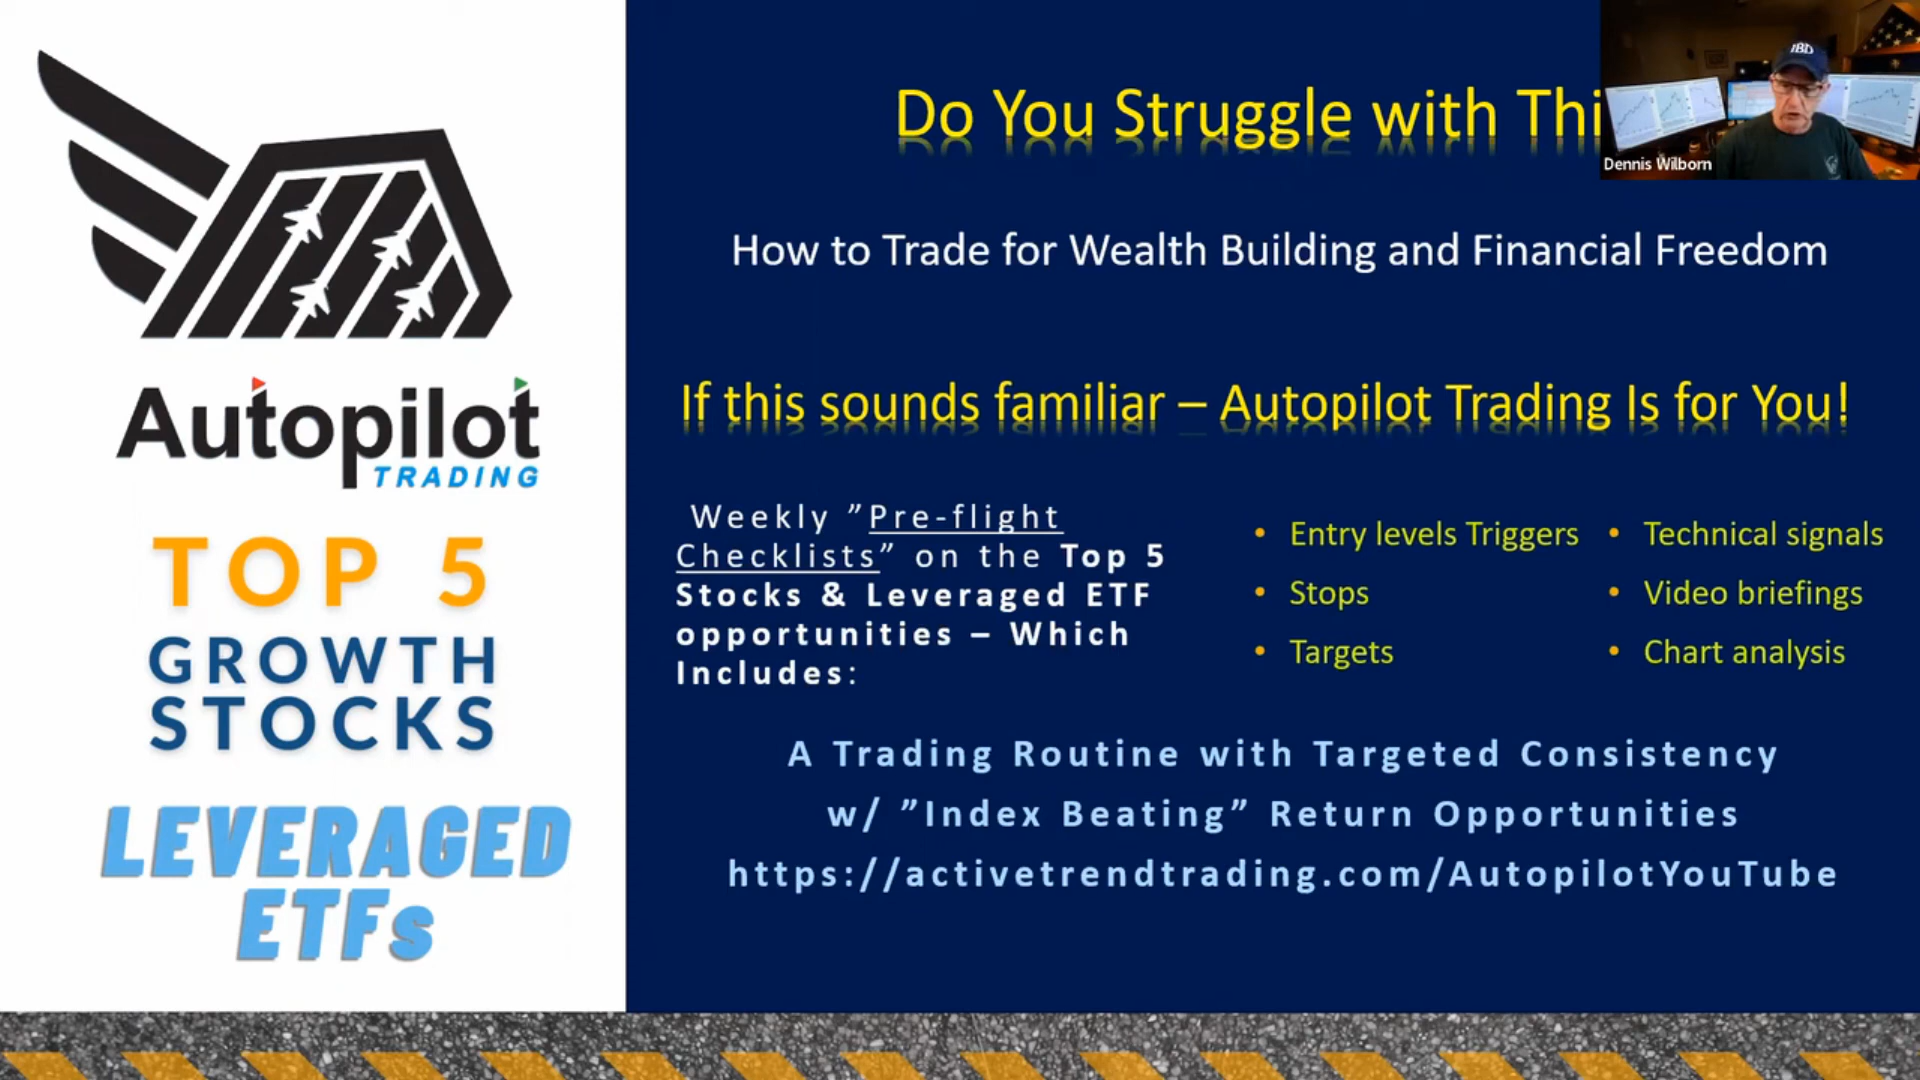 Autopilot
TRADING
TOP 5
GROWTH
STOCKS
LEVERAGED
ETFs
Do You Struggle with Thi
IBD
Dennis Wilborn
How to Trade for Wealth Building and Financial Freedom
If this sounds familiar – Autopilot Trading Is for You!
Weekly ”Pre-flight
Checklists” on the Top 5
Stocks & Leveraged ETF
opportunities – Which
Includes:
• Entry levels Triggers
• Stops
• Targets
• Technical signals
• Video briefings
• Chart analysis
A Trading Routine with Targeted Consistency
w/ ”Index Beating” Return Opportunities
https://activetrendtrading.com/AutopilotYouTube